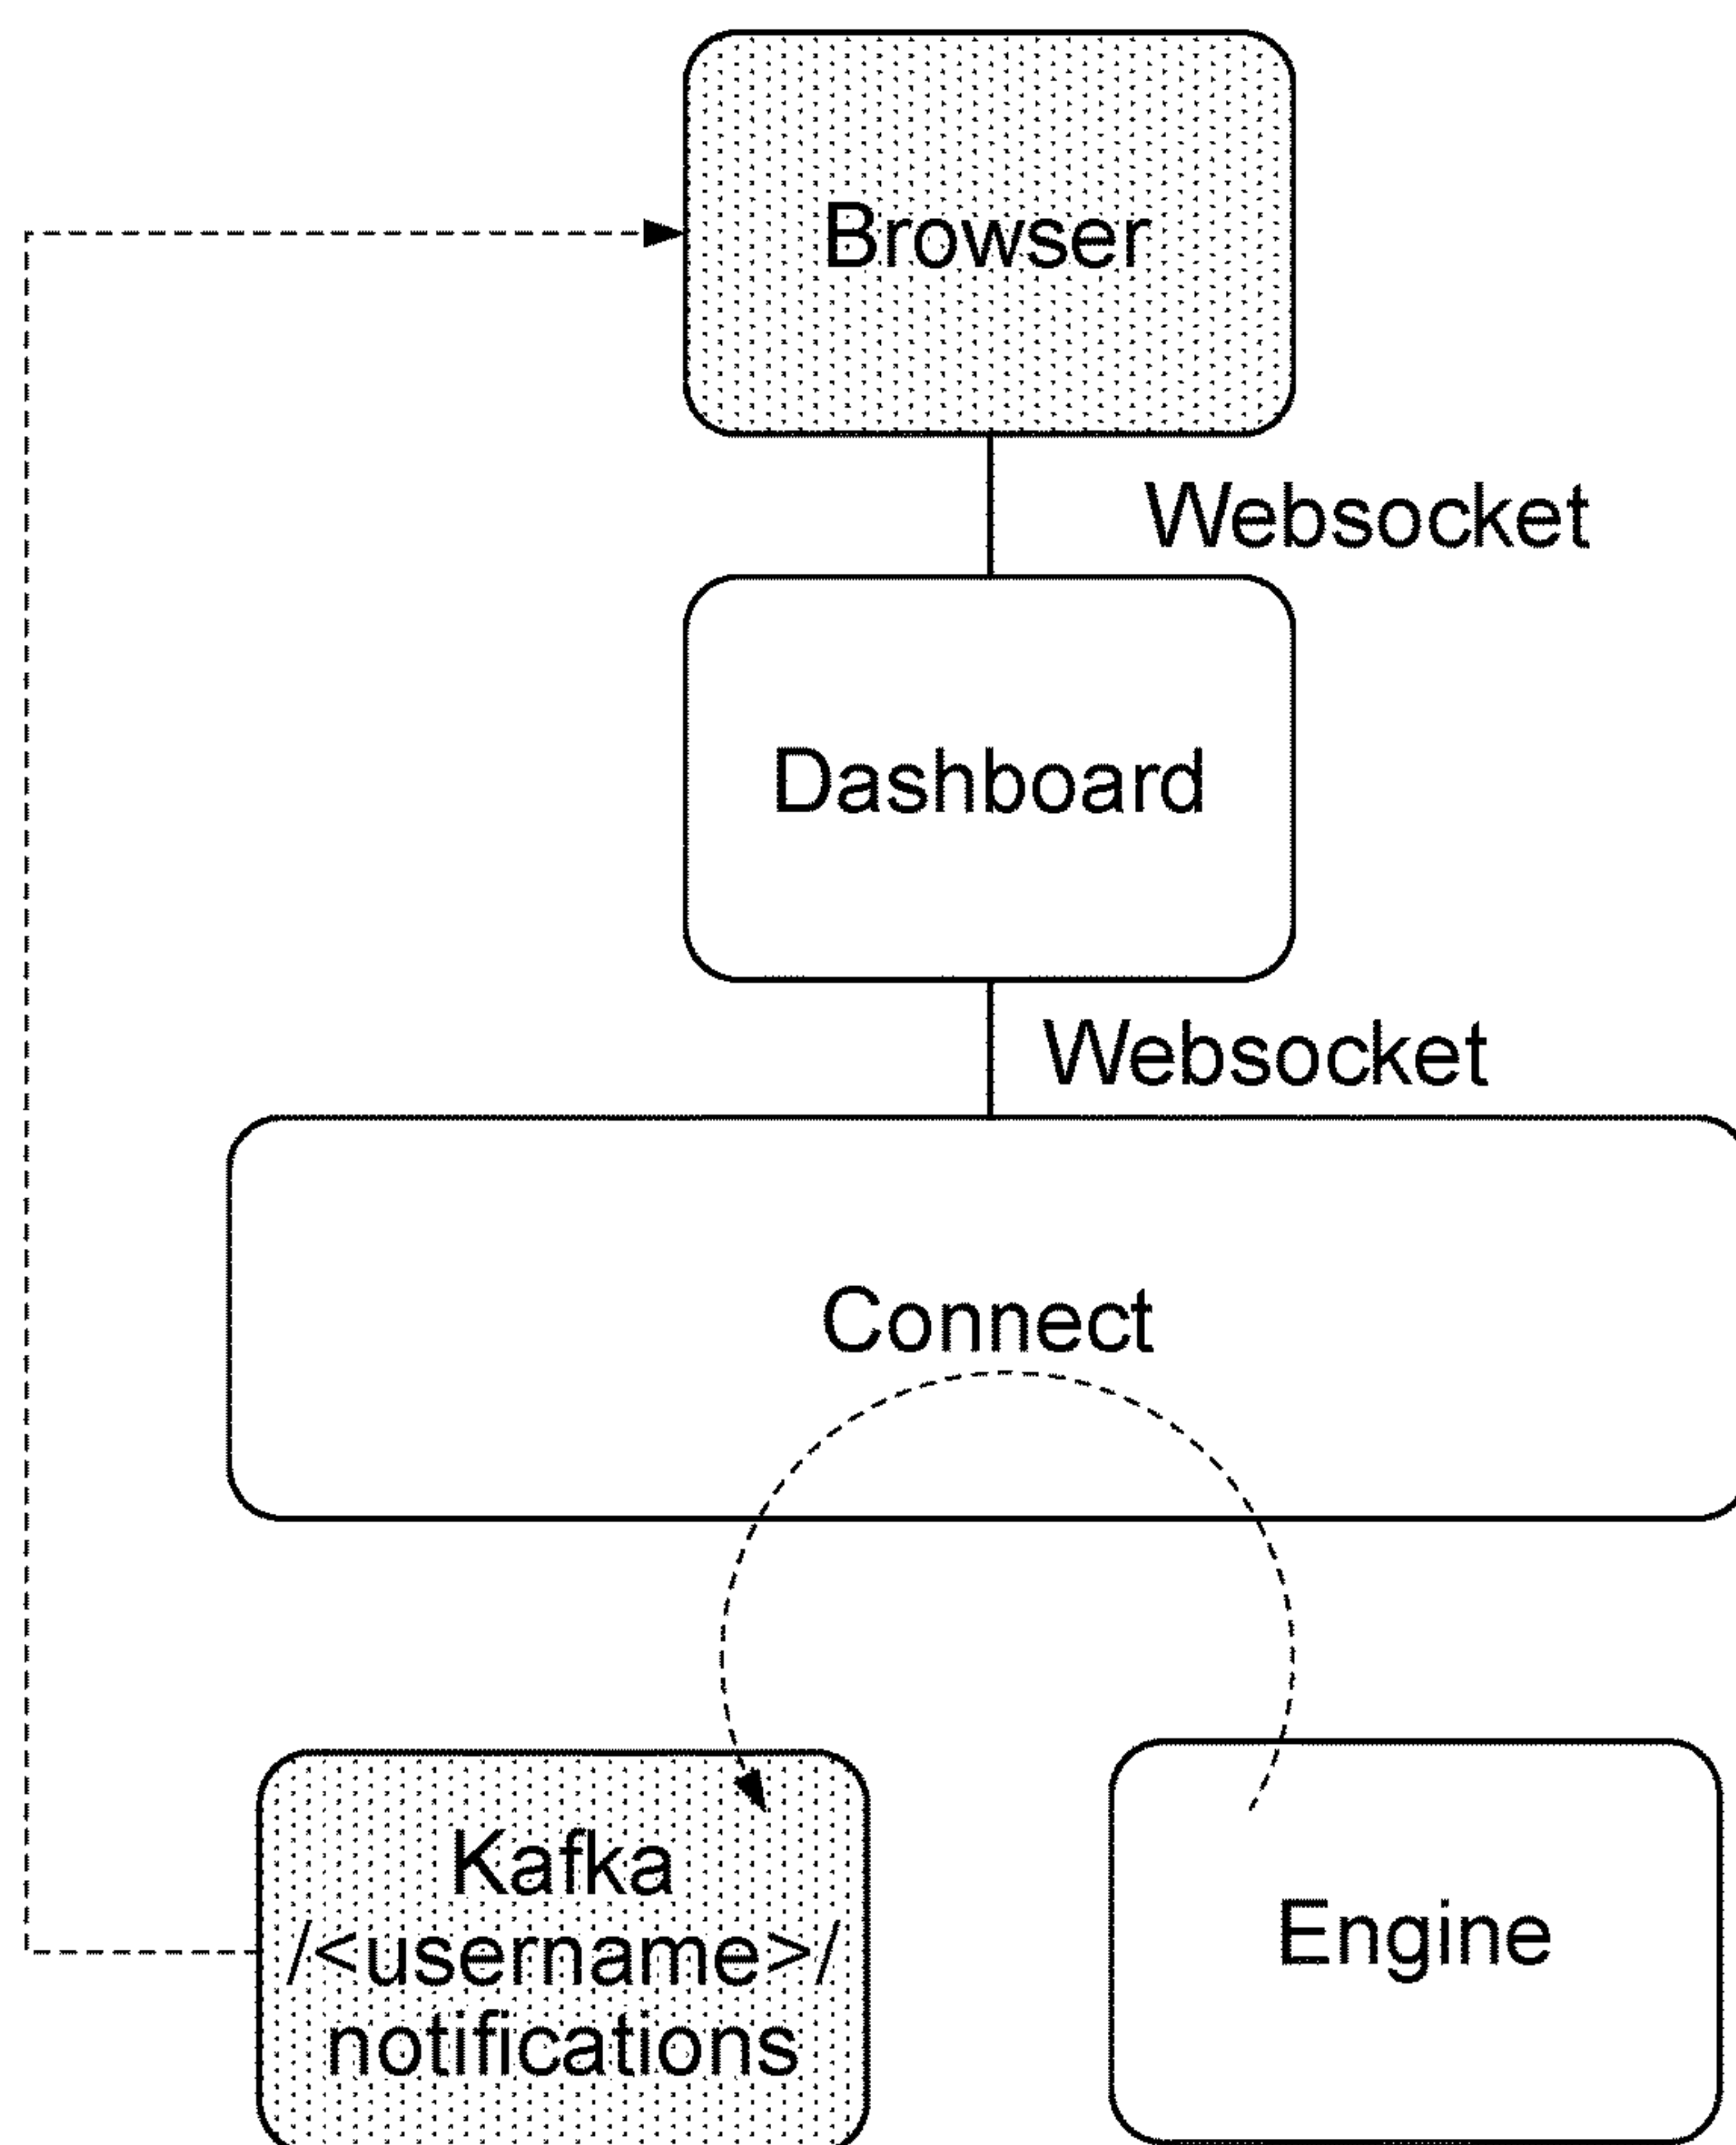 Browser
Websocket
Dashboard
Websocket
Connect
Kafka
/<username>/
notifications
Engine